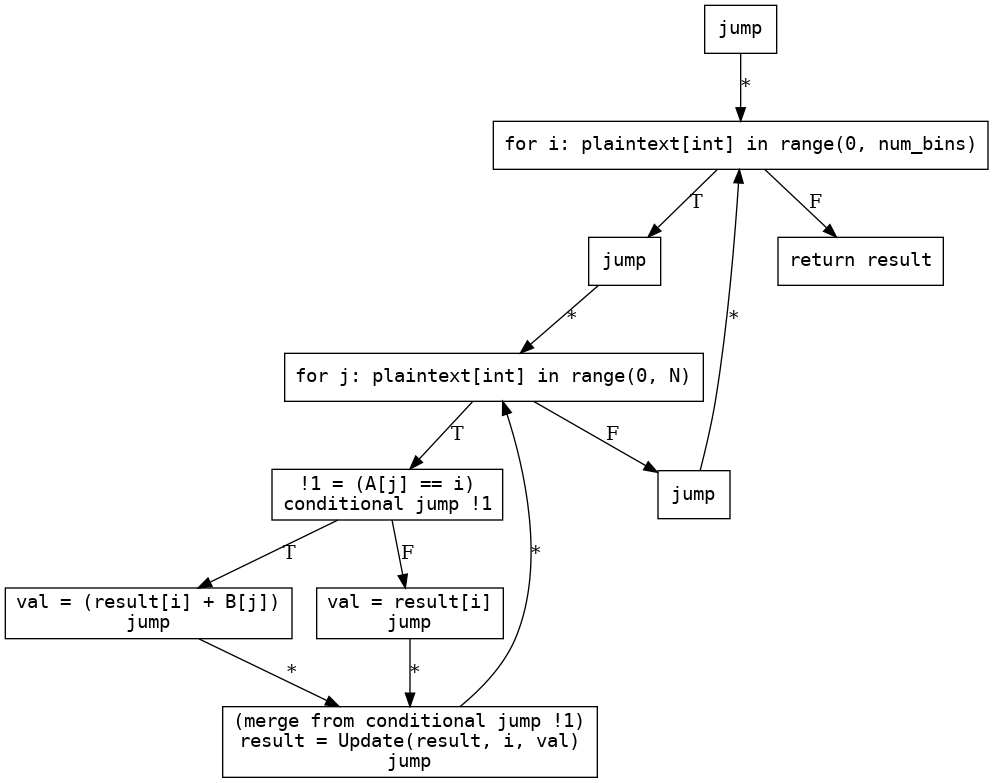 jump
*
for i: plaintext[int] in range(0, num_bins)
T
F
jump
return result
*
*
for j: plaintext[int] in range(0, N)
T
F
!1 = (A[j] == i)
conditional jump !1
jump
T
F
*
val = (result[i] + B[j])
jump
val = result[i]
jump
*
*
(merge from conditional jump !1)
result = Update(result, i, val)
jump